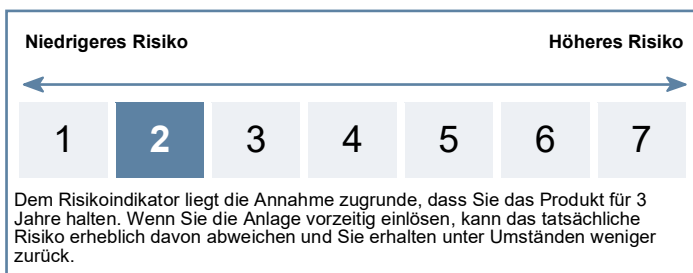 Niedrigeres Risiko Höheres Risiko
1 2 3 4 5 6 7
Dem Risikoindikator liegt die Annahme zugrunde, dass Sie das Produkt für 3
Jahre halten. Wenn Sie die Anlage vorzeitig einlösen, kann das tatsächliche
Risiko erheblich davon abweichen und Sie erhalten unter Umständen weniger
zurück.